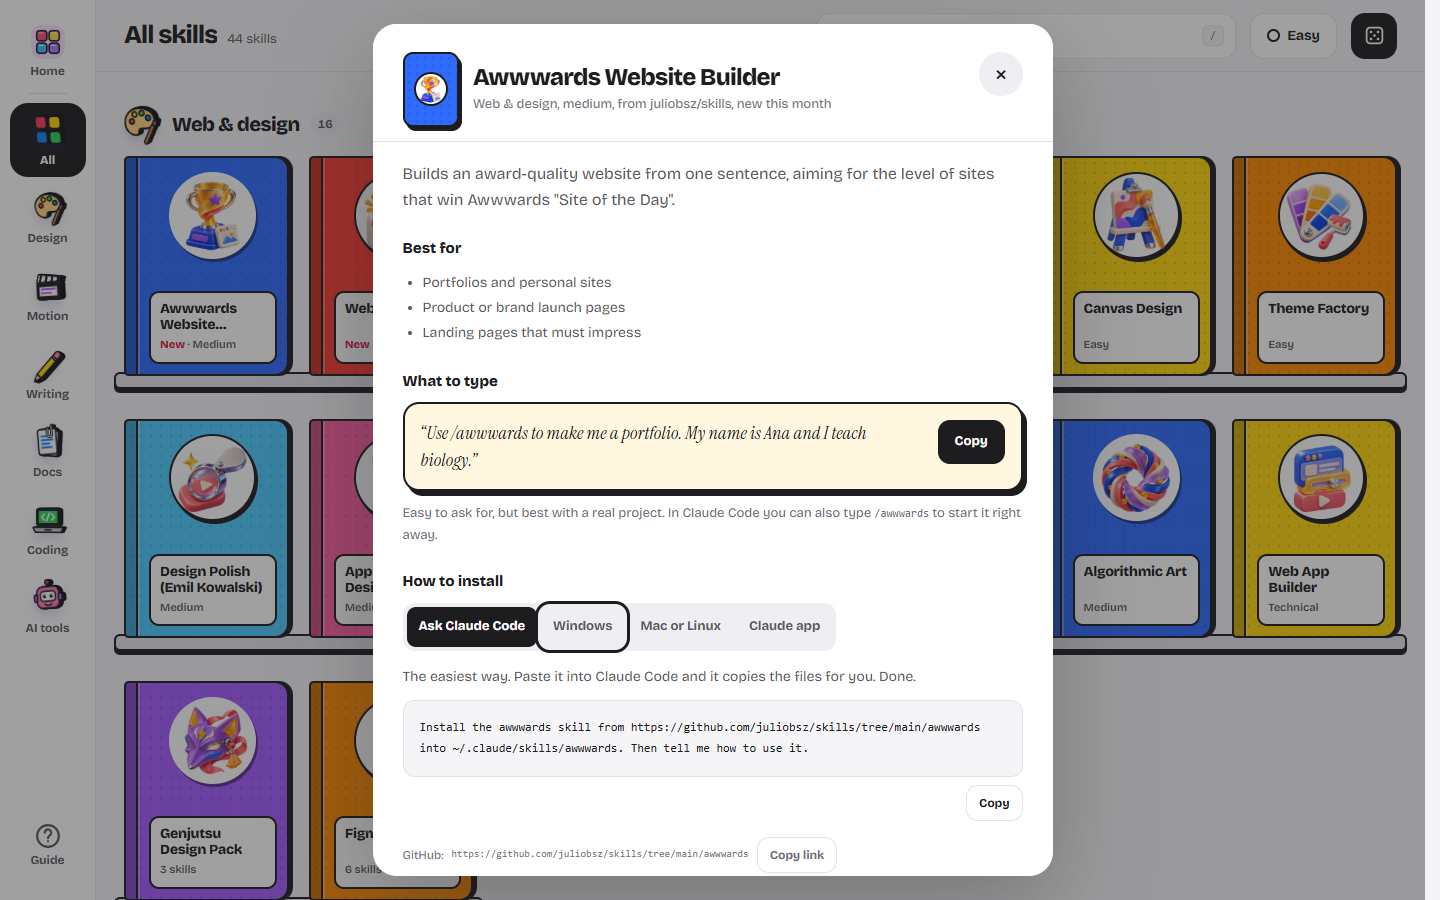 All skills 44 skills
/
Easy
Home
All
Design
Motion
Writing
Docs
Coding
AI tools
Guide
Web & design 16
Awwwards
Website...
New · Medium
New
Canvas Design
Easy
Theme Factory
Easy
Design Polish
(Emil Kowalski)
Medium
Algorithmic Art
Medium
Web App
Builder
Technical
Genjutsu
Design Pack
3 skills
6 skills
Awwwards Website Builder
Web & design, medium, from juliobsz/skills, new this month
Builds an award-quality website from one sentence, aiming for the level of sites
that win Awwwards "Site of the Day".
Best for
• Portfolios and personal sites
• Product or brand launch pages
• Landing pages that must impress
What to type
“Use /awwwards to make me a portfolio. My name is Ana and I teach
biology.”
Copy
Easy to ask for, but best with a real project. In Claude Code you can also type /awwwards to start it right
away.
How to install
Ask Claude Code Windows Mac or Linux Claude app
The easiest way. Paste it into Claude Code and it copies the files for you. Done.
Install the awwwards skill from https://github.com/juliobsz/skills/tree/main/awwwards
into ~/.claude/skills/awwwards. Then tell me how to use it.
Copy
GitHub: https://github.com/juliobsz/skills/tree/main/awwwards Copy link